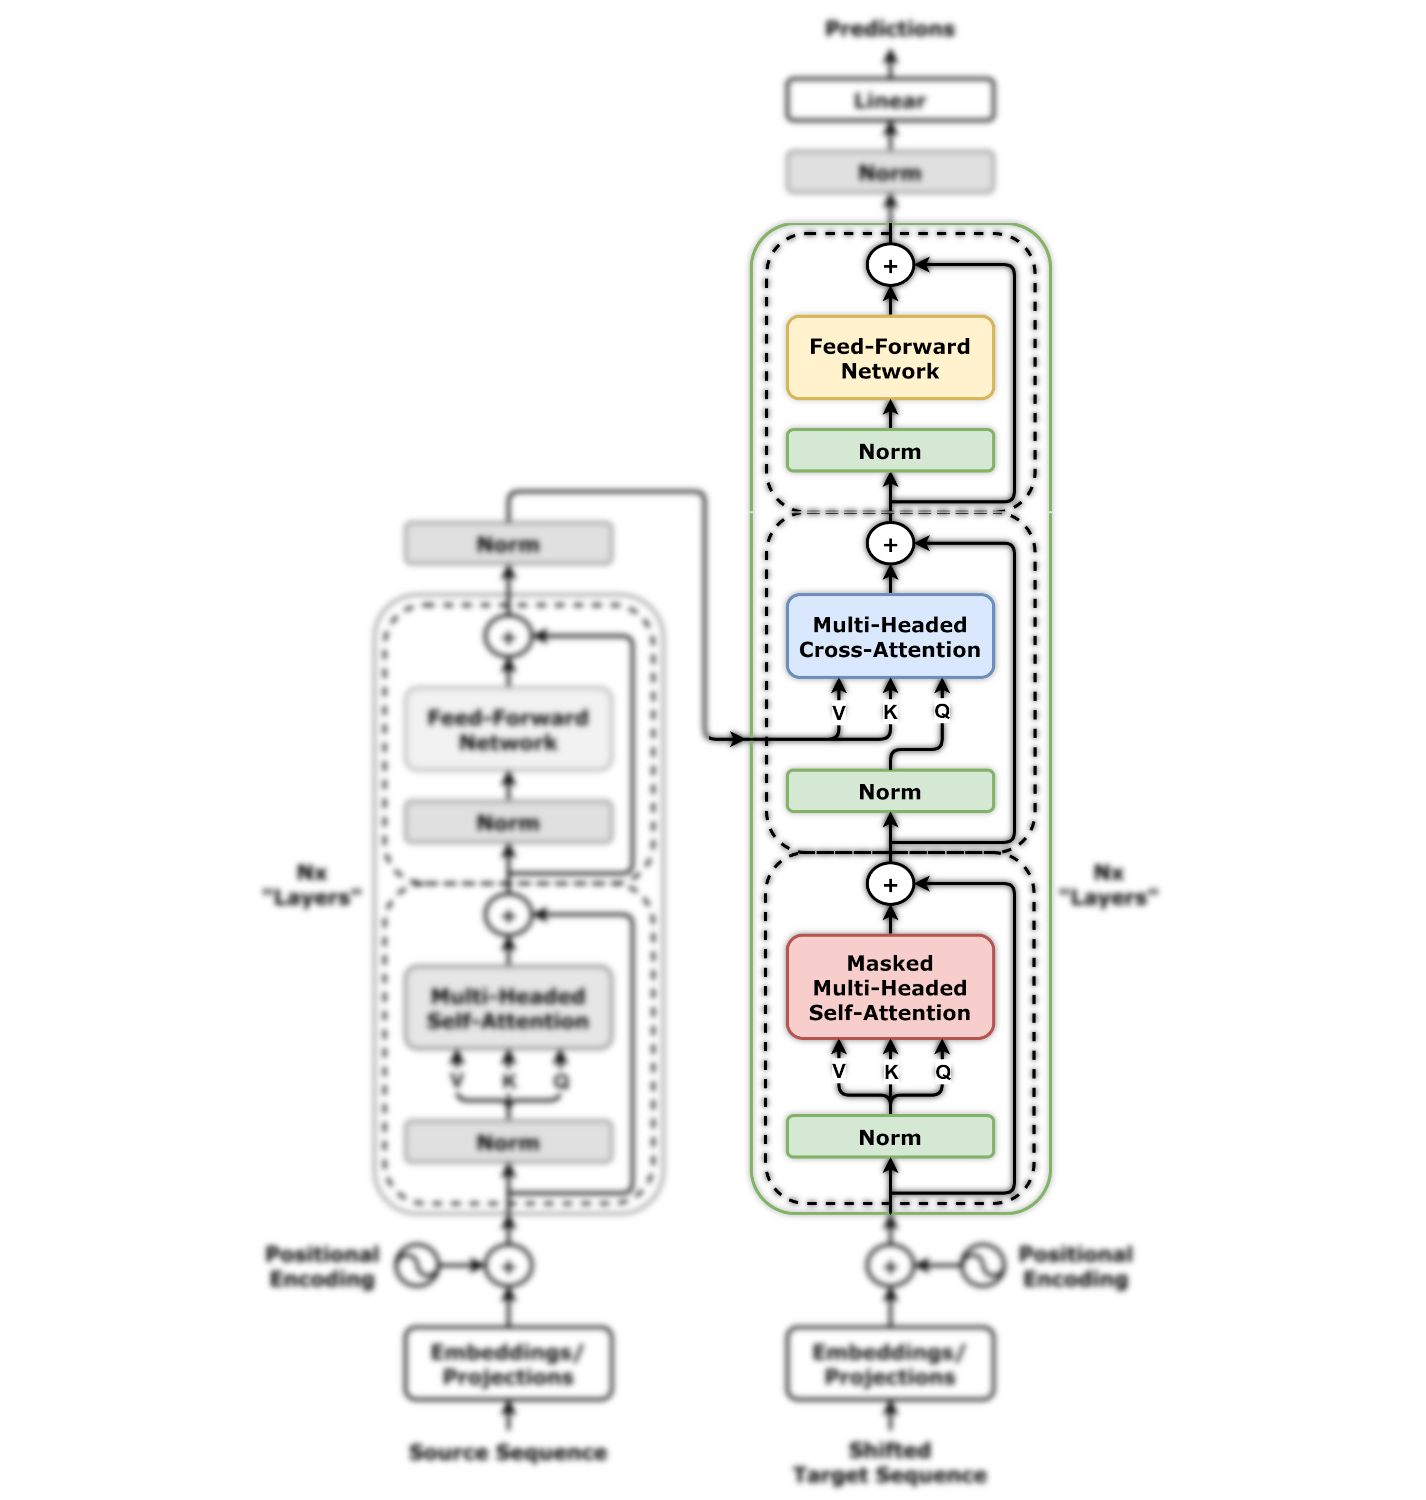 Predictions
Linear
Norm
+
Feed-Forward
Network
Norm
+
Multi-Headed
Cross-Attention
V K Q
Norm
+
Masked
Multi-Headed
Self-Attention
V K Q
Norm
Nx
"Layers"
+
Positional
Encoding
Embeddings/
Projections
Shifted
Target Sequence
Norm
+
Feed-Forward
Network
Norm
Nx
"Layers"
+
Multi-Headed
Self-Attention
V K Q
Norm
Positional
Encoding
+
Embeddings/
Projections
Source Sequence